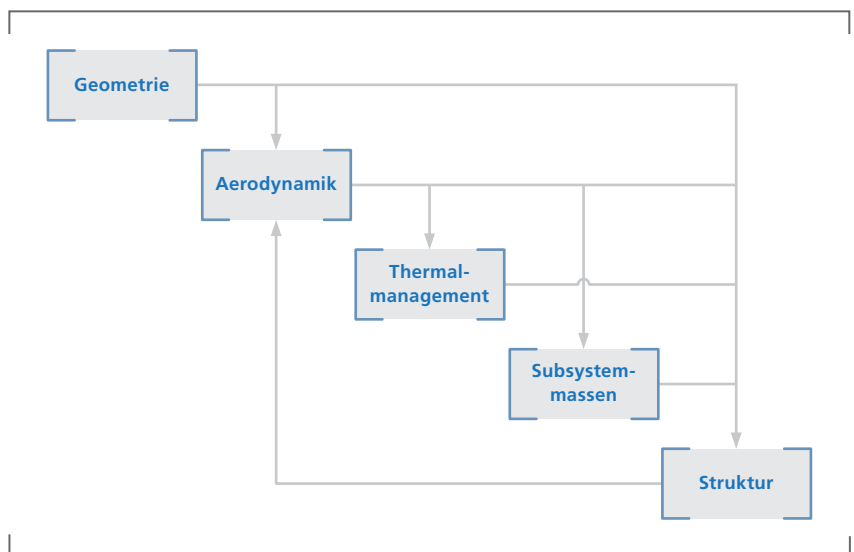 Geometrie
Aerodynamik
Thermal-
management
Subsystem-
massen
Struktur